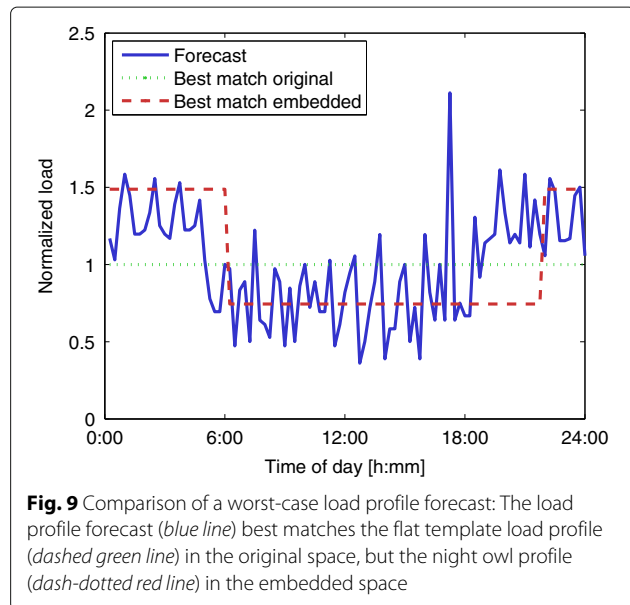 2.5
2
1.5
1
0.5
0
Normalized load
Forecast
Best match original
Best match embedded
0:00 6:00 12:00 18:00 24:00
Time of day [h:mm]
Fig. 9 Comparison of a worst-case load profile forecast: The load
profile forecast (blue line) best matches the flat template load profile
(dashed green line) in the original space, but the night owl profile
(dash-dotted red line) in the embedded space